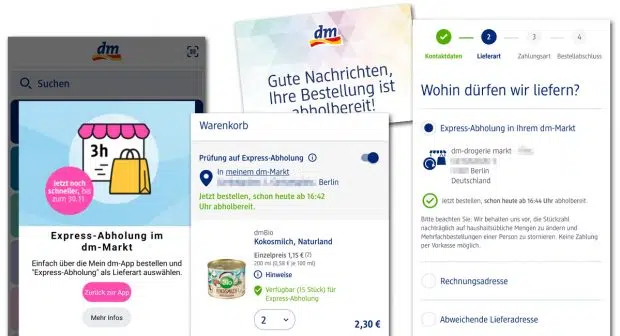 dm
Suchen
3h
Jetzt noch
schneller, bis
zum 30.11.
Express-Abholung im
dm-Markt
Einfach über die Mein dm-App bestellen und
"Express-Abholung" als Lieferart auswählen.
Zurück zur App
Mehr Infos
dm
Gute Nachrichten,
Ihre Bestellung ist
abholbereit!
Warenkorb
Prüfung auf Express-Abholung
In meinem dm-Markt
Berlin
Jetzt bestellen, schon heute ab 16:42
Uhr abholbereit.
dmBio
Kokosmilch, Naturland
Einzelpreis 1,15 € (2)
200 ml (0,58 € je 100 ml)
Hinweise
Verfügbar (15 Stück) für
Express-Abholung
Bio
2
2,30 €
2
3
4
Kontaktdaten
Lieferart
Zahlungsart
Bestellabschluss
Wohin dürfen wir liefern?
Express-Abholung in Ihrem dm-Markt
dm-drogerie markt
Berlin
Deutschland
Jetzt bestellen, schon heute ab 16:44 Uhr abholbereit.
Bitte beachten Sie: Wir behalten uns vor, die Stückzahl
nachträglich auf haushaltsübliche Mengen zu ändern und
Mehrfachbestellungen einer Person zu stornieren. Keine Zahlung
per Vorkasse möglich.
Rechnungsadresse
Abweichende Lieferadresse